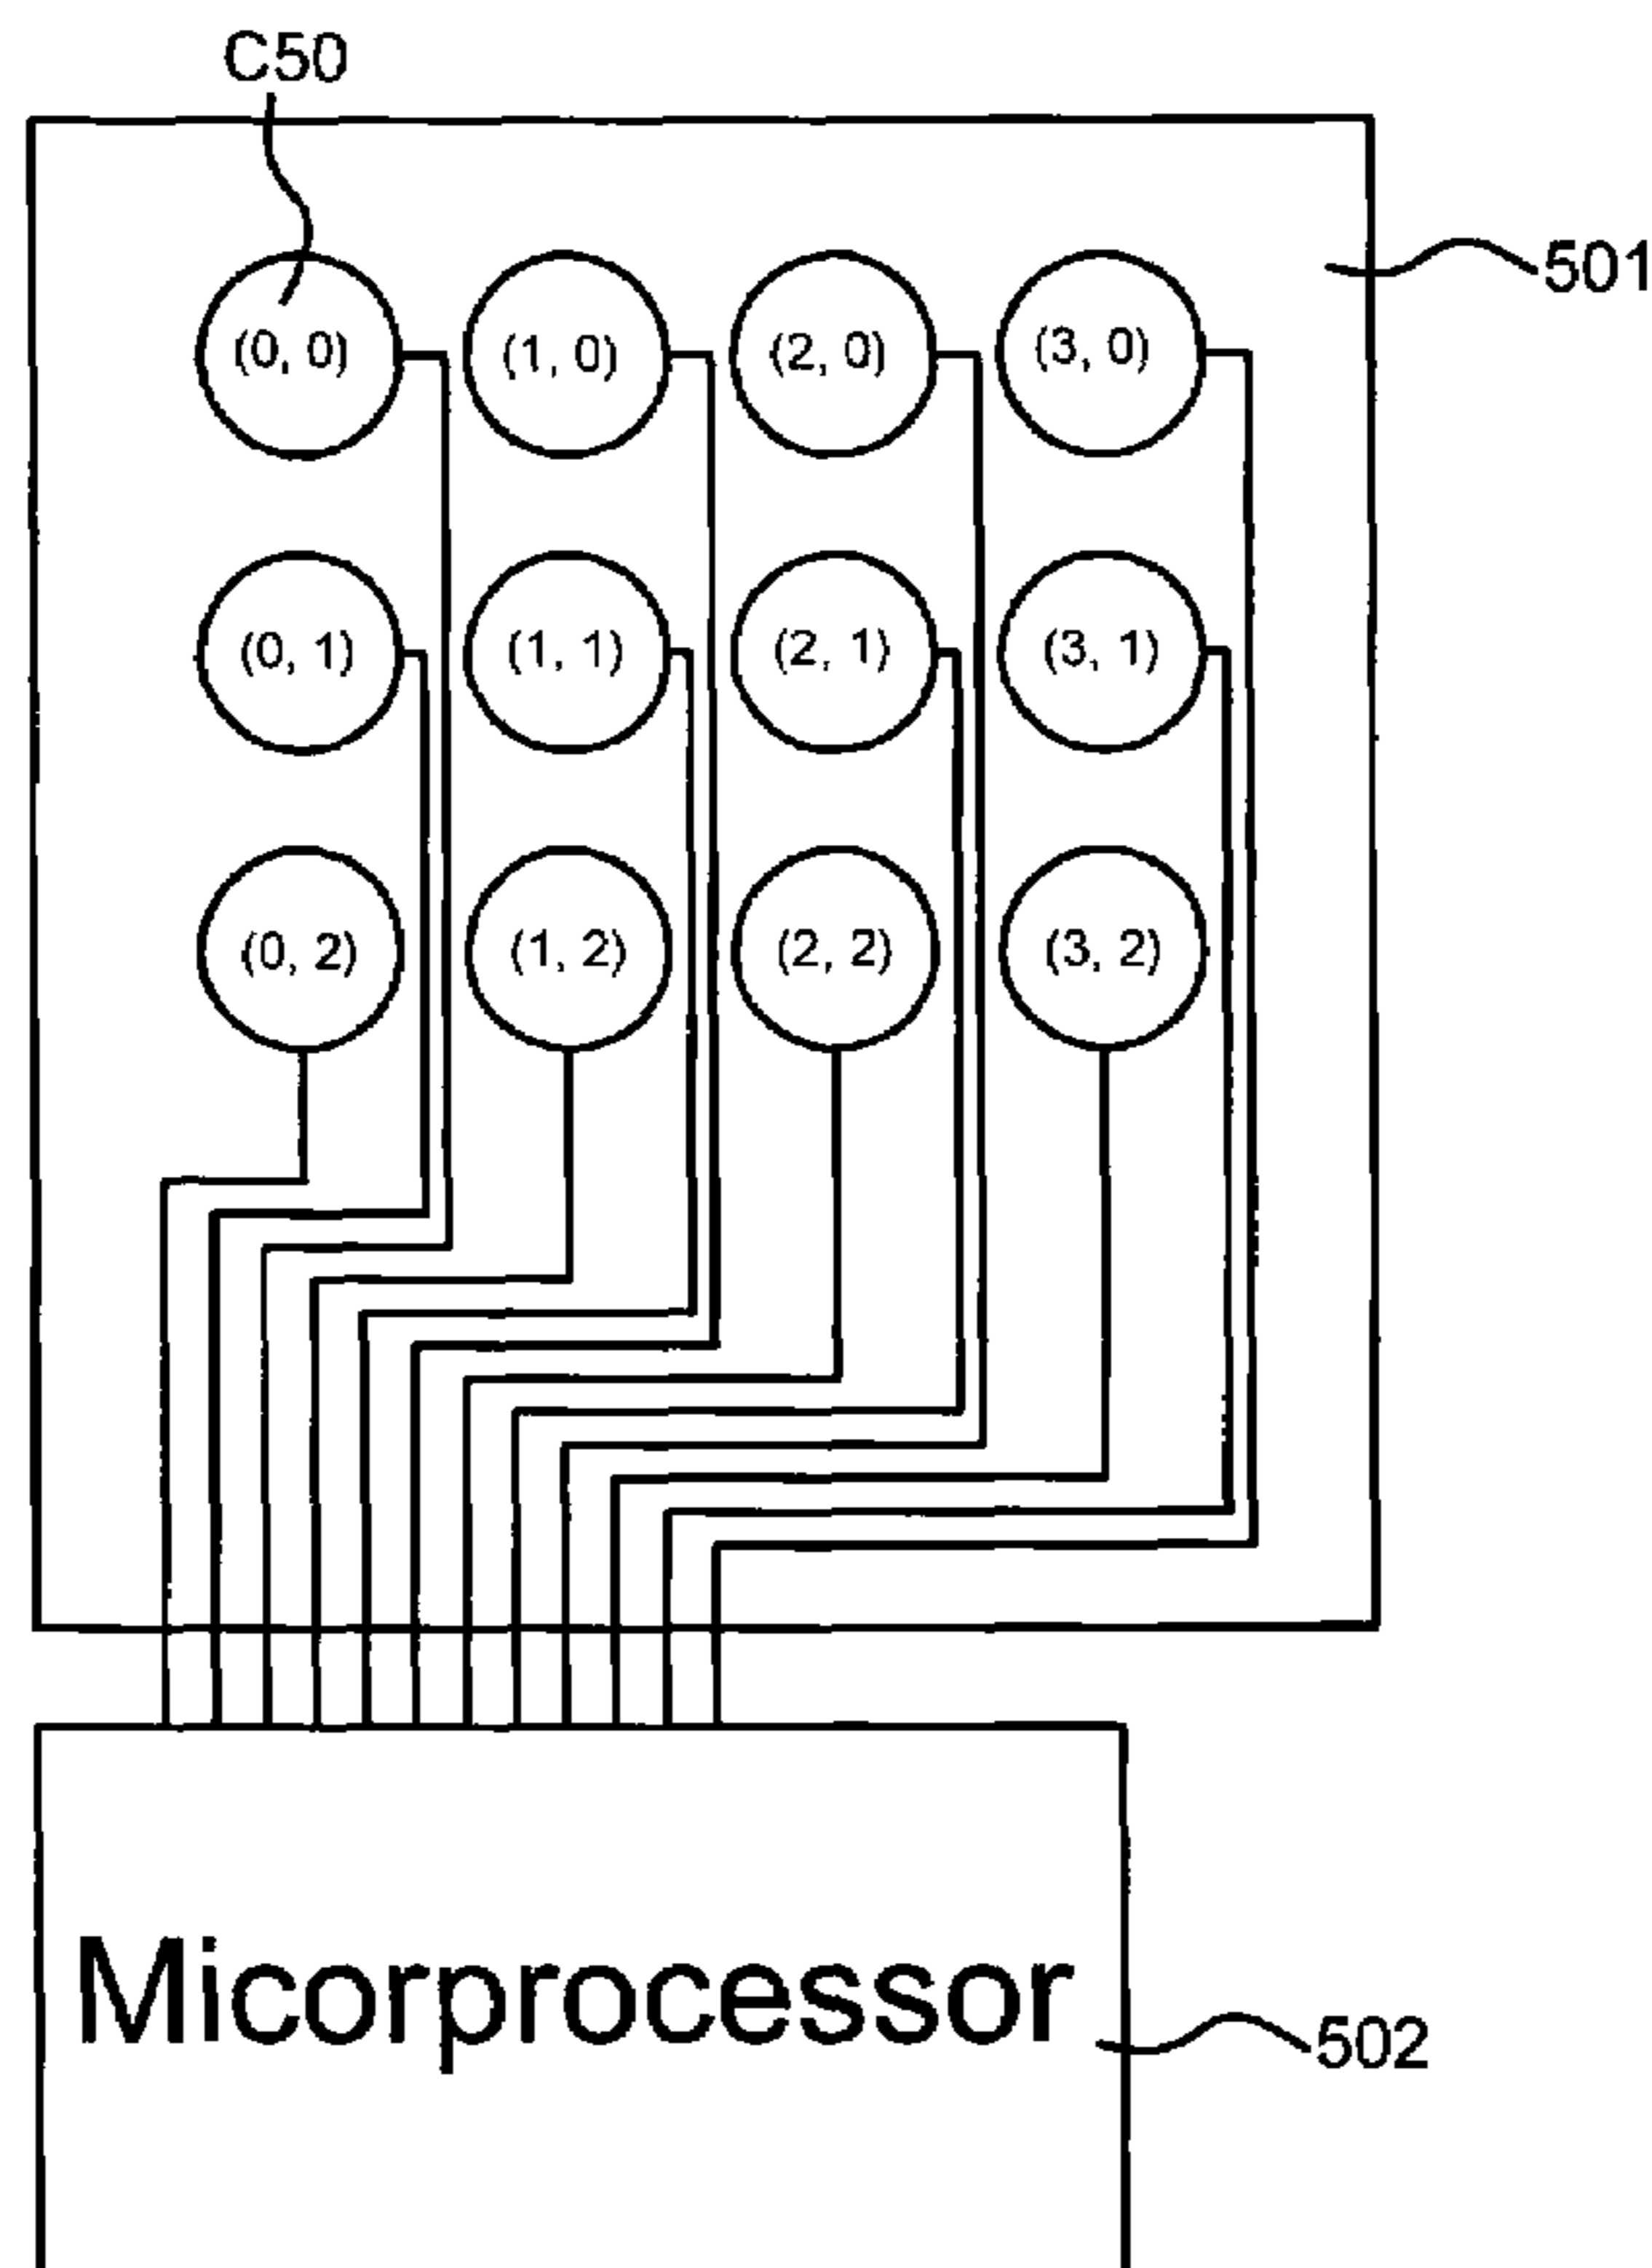 C50
501
(0, 0) (1, 0) (2, 0) (3, 0)
(0, 1) (1, 1) (2, 1) (3, 1)
(0, 2) (1, 2) (2, 2) (3, 2)
Micorprocessor
502